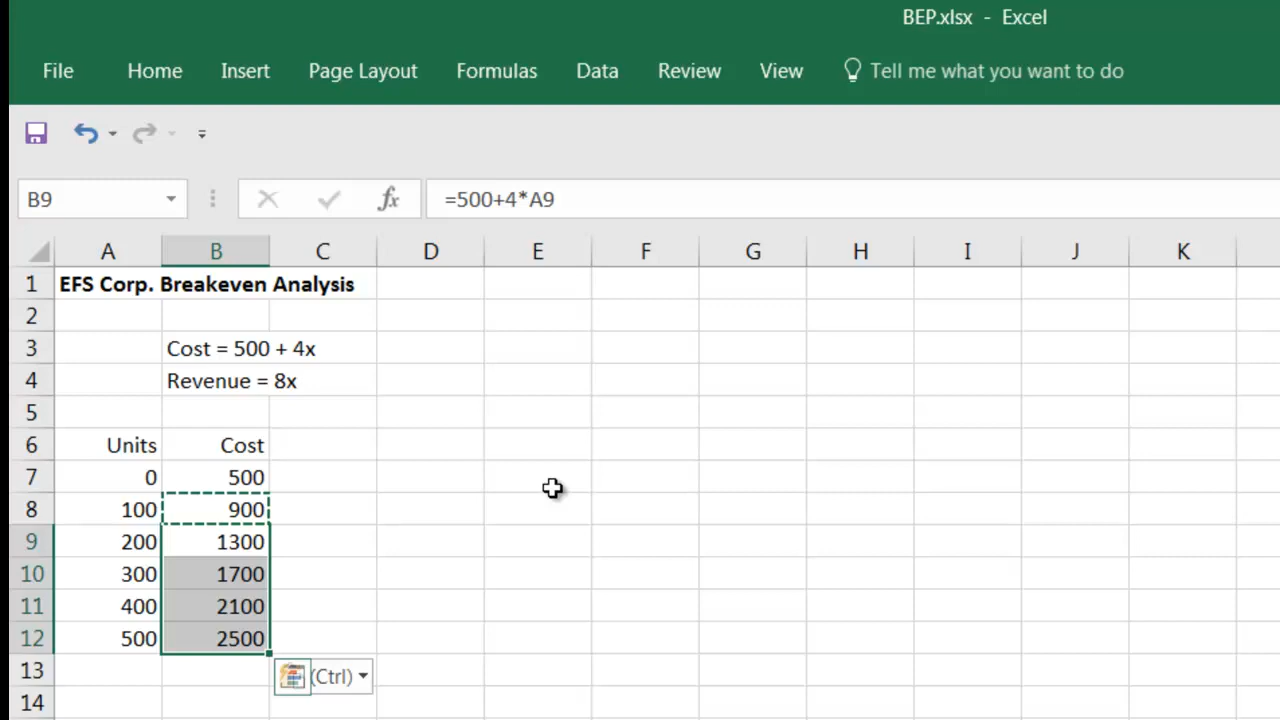 BEP.xlsx - Excel
File Home Insert Page Layout Formulas Data Review View Tell me what you want to do
B9 fx =500+4*A9
A B C D E F G H I J K
1 EFS Corp. Breakeven Analysis
2
3 Cost = 500 + 4x
4 Revenue = 8x
5
6 Units Cost
7 0 500
8 100 900
9 200 1300
10 300 1700
11 400 2100
12 500 2500
13 (Ctrl)
14